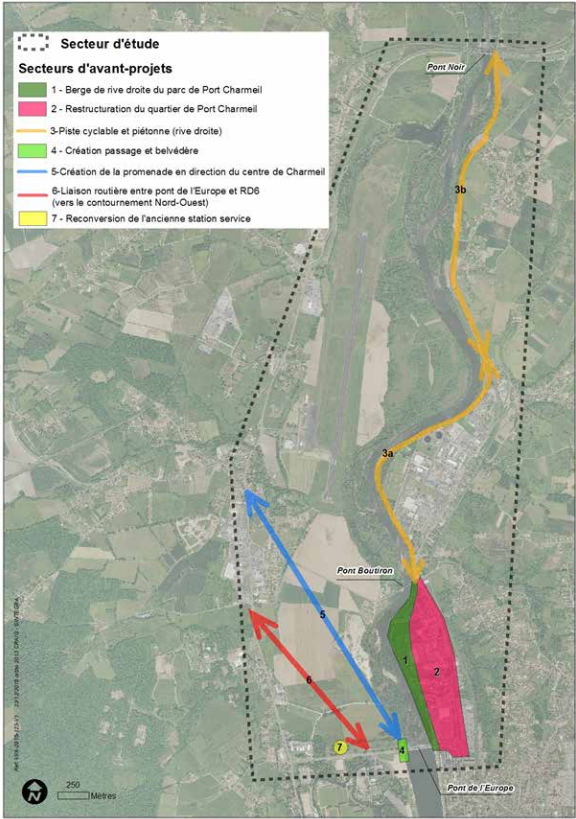 Secteur d'étude
Secteurs d'avant-projets
1 - Berge de rive droite du parc de Port Charmeil
2 - Restructuration du quartier de Port Charmeil
3-Piste cyclable et piétonne (rive droite)
4 - Création passage et belvédère
5-Création de la promenade en direction du centre de Charmeil
6-Liaison routière entre pont de l'Europe et RD6
(vers le contournement Nord-Ouest)
7 - Reconversion de l'ancienne station service
Pont Noir
3b
3a
Pont Boutiron
5
1
2
6
7
4
Pont de l'Europe
N
250
Mètres